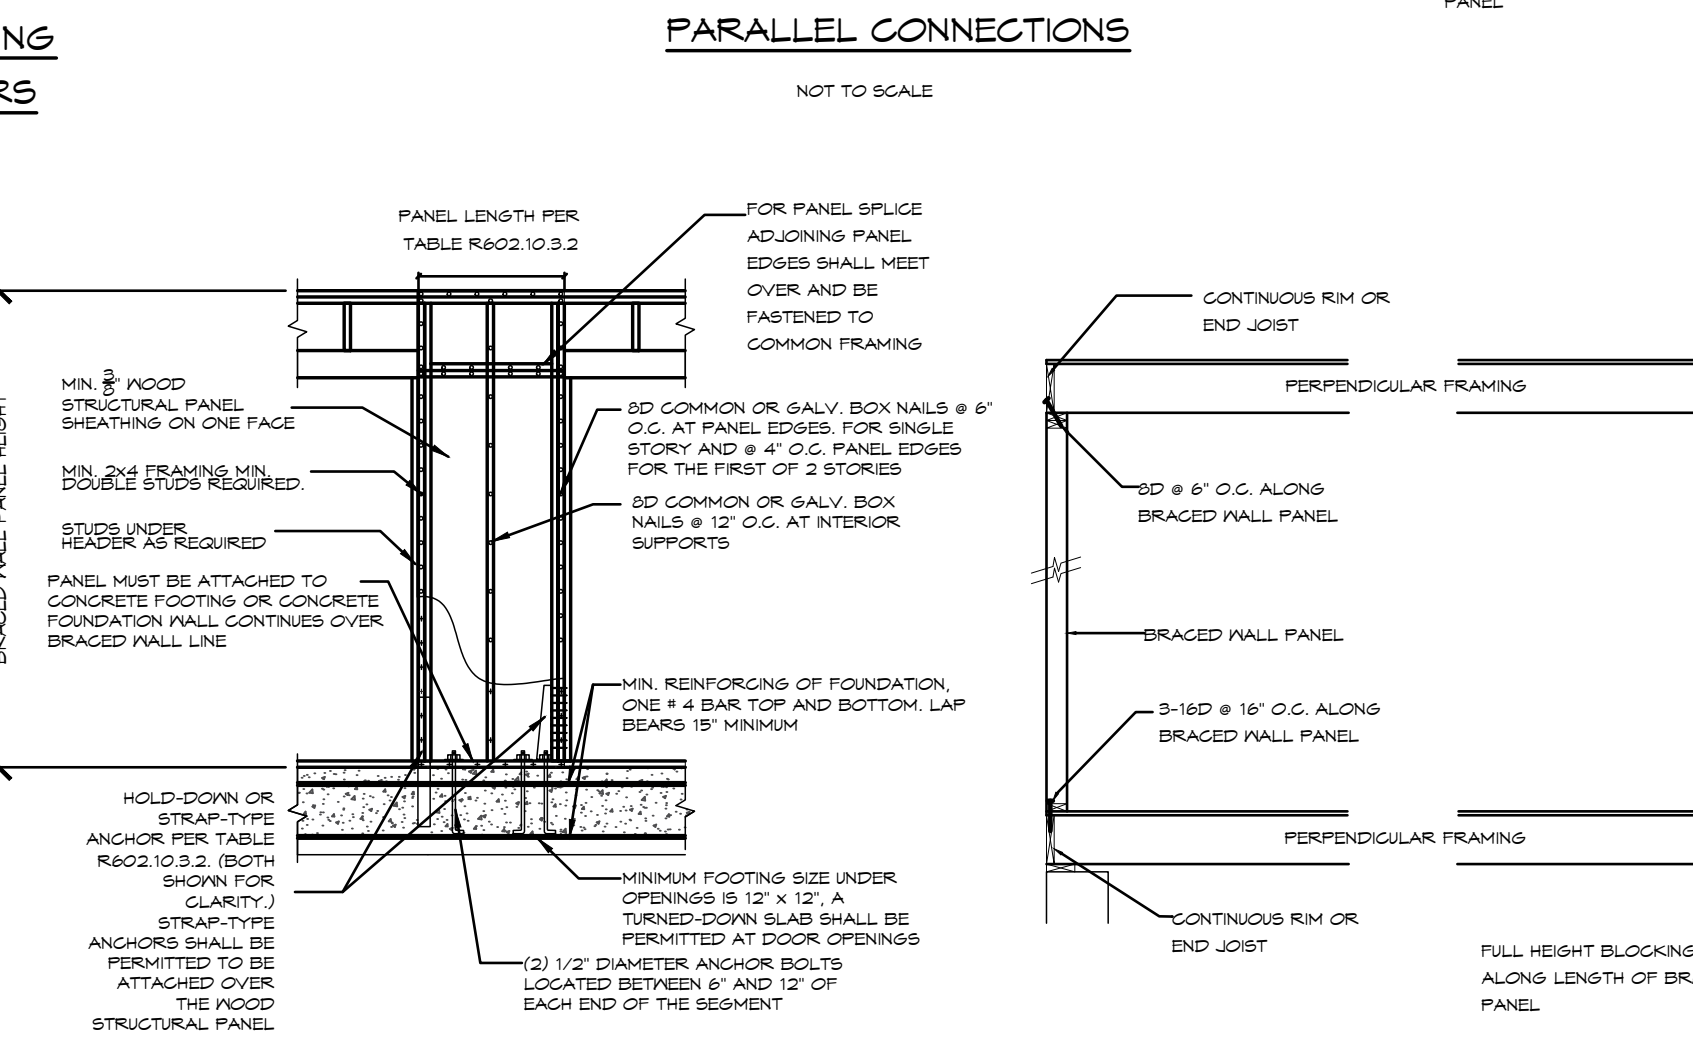 PANEL
NG
RS
PARALLEL CONNECTIONS
NOT TO SCALE
PANEL LENGTH PER
TABLE R602.10.3.2
FOR PANEL SPLICE
ADJOINING PANEL
EDGES SHALL MEET
OVER AND BE
FASTENED TO
COMMON FRAMING
MIN. 3/8" WOOD
STRUCTURAL PANEL
SHEATHING ON ONE FACE
MIN. 2x4 FRAMING MIN.
DOUBLE STUDS REQUIRED.
STUDS UNDER
HEADER AS REQUIRED
PANEL MUST BE ATTACHED TO
CONCRETE FOOTING OR CONCRETE
FOUNDATION WALL CONTINUES OVER
BRACED WALL LINE
BRACED WALL PANEL HEIGHT
8D COMMON OR GALV. BOX NAILS @ 6"
O.C. AT PANEL EDGES. FOR SINGLE
STORY AND @ 4" O.C. PANEL EDGES
FOR THE FIRST OF 2 STORIES
8D COMMON OR GALV. BOX
NAILS @ 12" O.C. AT INTERIOR
SUPPORTS
MIN. REINFORCING OF FOUNDATION,
ONE # 4 BAR TOP AND BOTTOM. LAP
BEARS 15" MINIMUM
HOLD-DOWN OR
STRAP-TYPE
ANCHOR PER TABLE
R602.10.3.2. (BOTH
SHOWN FOR
CLARITY.)
STRAP-TYPE
ANCHORS SHALL BE
PERMITTED TO BE
ATTACHED OVER
THE WOOD
STRUCTURAL PANEL
MINIMUM FOOTING SIZE UNDER
OPENINGS IS 12" x 12", A
TURNED-DOWN SLAB SHALL BE
PERMITTED AT DOOR OPENINGS
(2) 1/2" DIAMETER ANCHOR BOLTS
LOCATED BETWEEN 6" AND 12" OF
EACH END OF THE SEGMENT
CONTINUOUS RIM OR
END JOIST
PERPENDICULAR FRAMING
8D @ 6" O.C. ALONG
BRACED WALL PANEL
BRACED WALL PANEL
3-16D @ 16" O.C. ALONG
BRACED WALL PANEL
PERPENDICULAR FRAMING
CONTINUOUS RIM OR
END JOIST
FULL HEIGHT BLOCKING
ALONG LENGTH OF BRA
PANEL